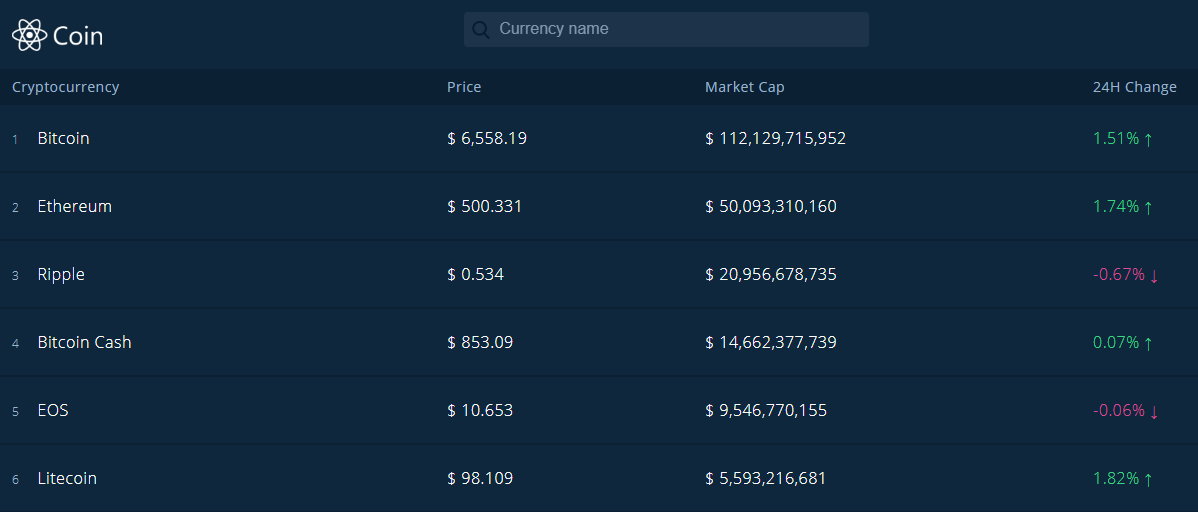 Coin
Currency name
Cryptocurrency Price Market Cap 24H Change
1 Bitcoin $ 6,558.19 $ 112,129,715,952 1.51% ↑
2 Ethereum $ 500.331 $ 50,093,310,160 1.74% ↑
3 Ripple $ 0.534 $ 20,956,678,735 -0.67% ↓
4 Bitcoin Cash $ 853.09 $ 14,662,377,739 0.07% ↑
5 EOS $ 10.653 $ 9,546,770,155 -0.06% ↓
6 Litecoin $ 98.109 $ 5,593,216,681 1.82% ↑